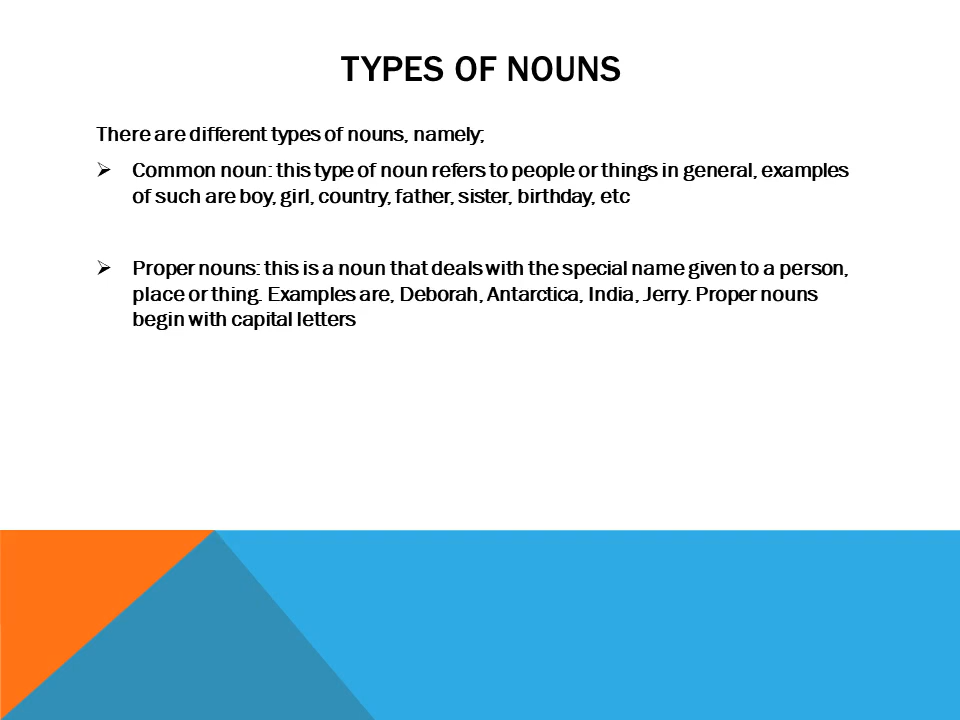 TYPES OF NOUNS
There are different types of nouns, namely;
➢ Common noun: this type of noun refers to people or things in general, examples
of such are boy, girl, country, father, sister, birthday, etc
➢ Proper nouns: this is a noun that deals with the special name given to a person,
place or thing. Examples are, Deborah, Antarctica, India, Jerry. Proper nouns
begin with capital letters